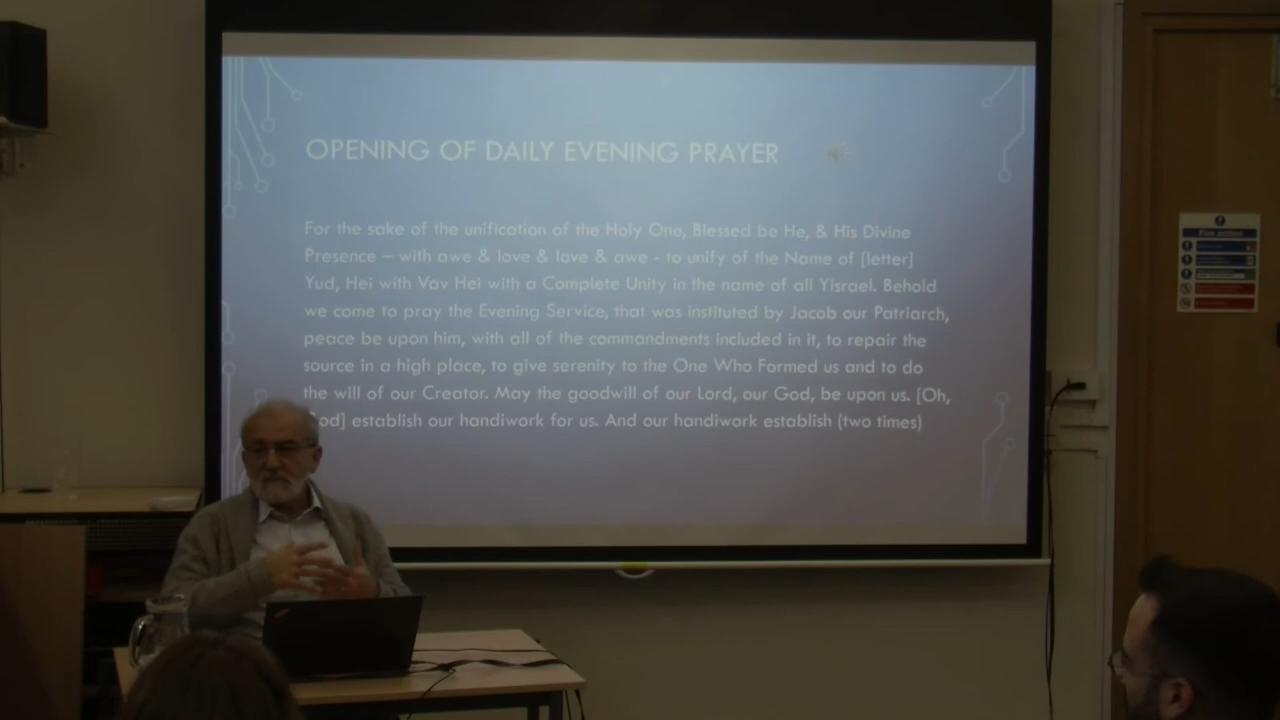 OPENING OF DAILY EVENING PRAYER
For the sake of the unification of the Holy One, Blessed be He, & His Divine
Presence – with awe & love & love & awe - to unify of the Name of [letter]
Yud, Hei with Vav Hei with a Complete Unity in the name of all Yisrael. Behold
we come to pray the Evening Service, that was instituted by Jacob our Patriarch,
peace be upon him, with all of the commandments included in it, to repair the
source in a high place, to give serenity to the One Who Formed us and to do
the will of our Creator. May the goodwill of our Lord, our God, be upon us. [Oh,
establish our handiwork for us. And our handiwork establish (two times)
Fire action